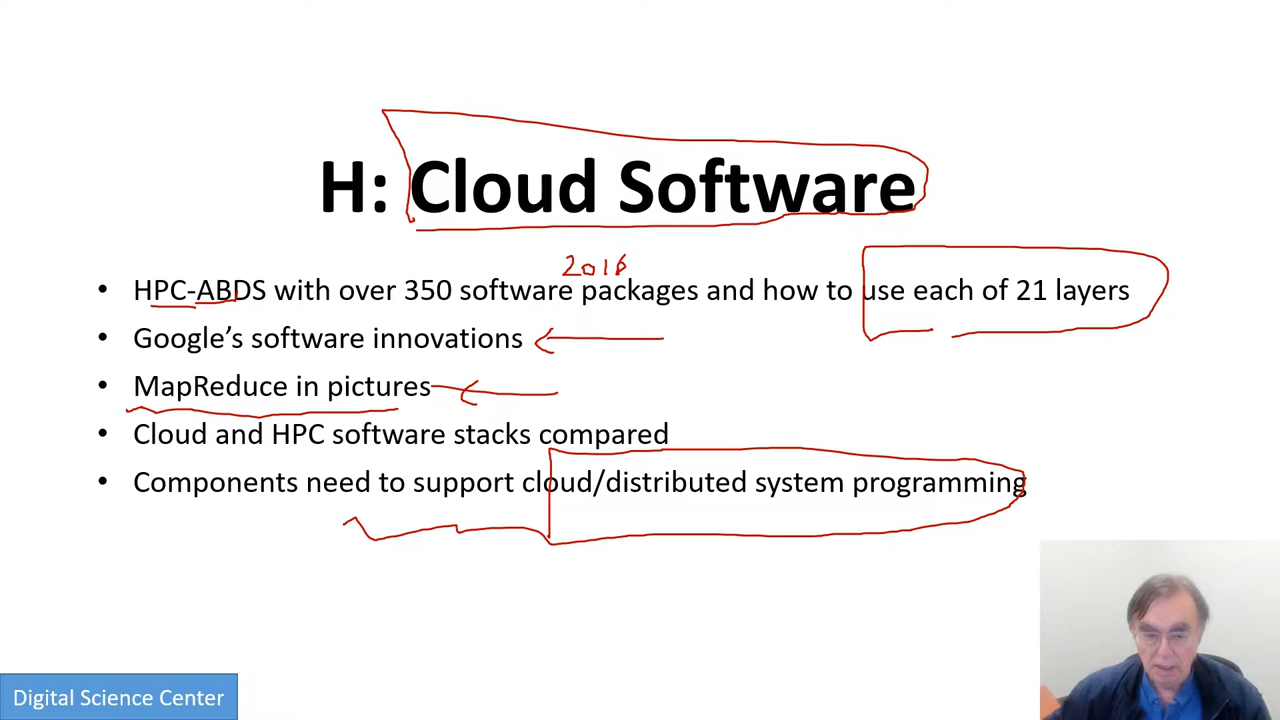 H: Cloud Software
2016
• HPC-ABDS with over 350 software packages and how to use each of 21 layers
• Google’s software innovations
• MapReduce in pictures
• Cloud and HPC software stacks compared
• Components need to support cloud/distributed system programming
Digital Science Center